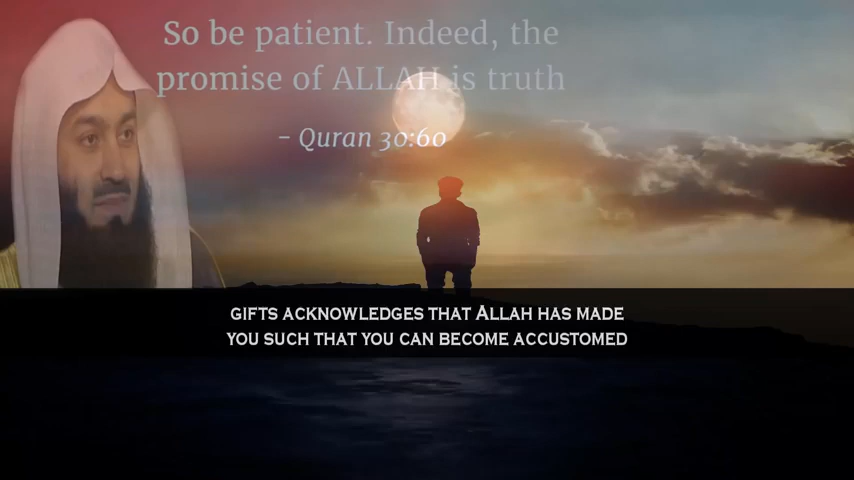 So be patient. Indeed, the
promise of ALLAH is truth
- Quran 30:60
GIFTS ACKNOWLEDGES THAT ALLAH HAS MADE
YOU SUCH THAT YOU CAN BECOME ACCUSTOMED